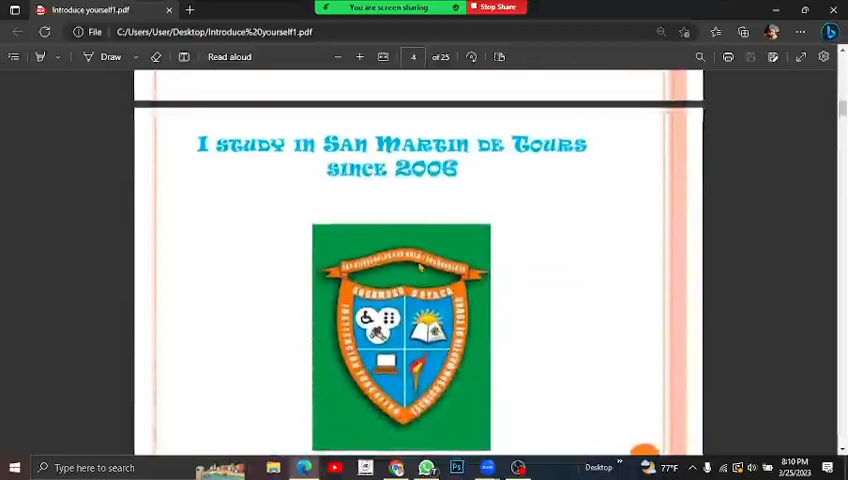 Introduce yourself1.pdf
You are screen sharing
Stop Share
File
C:/Users/User/Desktop/Introduce%20yourself1.pdf
Draw
Read aloud
4
of 25
I study in San Martin de Tours
since 2006
SOGAMOSO BOYACA
Type here to search
Desktop
77°F
8:10 PM
3/25/2023